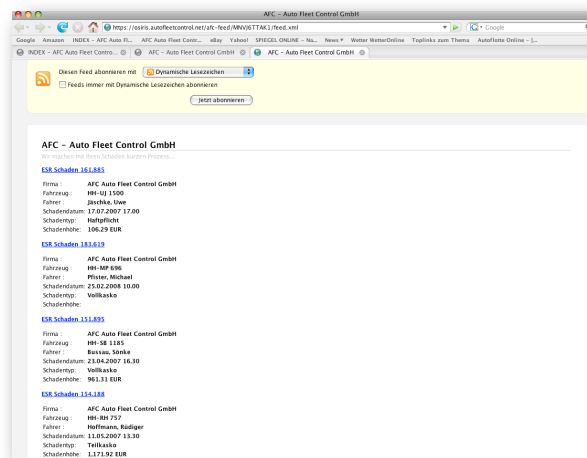 AFC – Auto Fleet Control GmbH
https://osiris.autofleetcontrol.net/afc-feed/MNVJ6TTAK1/feed.xml
Google
Google Amazon INDEX – AFC Auto Fl... AFC Auto Fleet Contr... eBay Yahoo! SPIEGEL ONLINE – Na... News ▾ Wetter WetterOnline Toplinks zum Thema Autoflotte Online – |...
INDEX – AFC Auto Fleet Contro... AFC – Auto Fleet Control GmbH AFC – Auto Fleet Control GmbH
Diesen Feed abonnieren mit Dynamische Lesezeichen
Feeds immer mit Dynamische Lesezeichen abonnieren
Jetzt abonnieren
AFC – Auto Fleet Control GmbH
Wir machen mit Ihren Schäden kurzen Prozess...
ESR Schaden 161.885
Firma : AFC Auto Fleet Control GmbH
Fahrzeug : HH-UJ 1500
Fahrer : Jäschke, Uwe
Schadendatum: 17.07.2007 17.00
Schadentyp: Haftpflicht
Schadenhöhe: 106.29 EUR
ESR Schaden 183.619
Firma : AFC Auto Fleet Control GmbH
Fahrzeug : HH-MP 696
Fahrer : Pfister, Michael
Schadendatum: 25.02.2008 10.00
Schadentyp: Vollkasko
Schadenhöhe:
ESR Schaden 151.895
Firma : AFC Auto Fleet Control GmbH
Fahrzeug : HH-SB 1185
Fahrer : Bussau, Sönke
Schadendatum: 23.04.2007 16.30
Schadentyp: Vollkasko
Schadenhöhe: 961.31 EUR
ESR Schaden 154.188
Firma : AFC Auto Fleet Control GmbH
Fahrzeug : HH-RH 757
Fahrer : Hoffmann, Rüdiger
Schadendatum: 11.05.2007 13.30
Schadentyp: Teilkasko
Schadenhöhe: 1,171.92 EUR